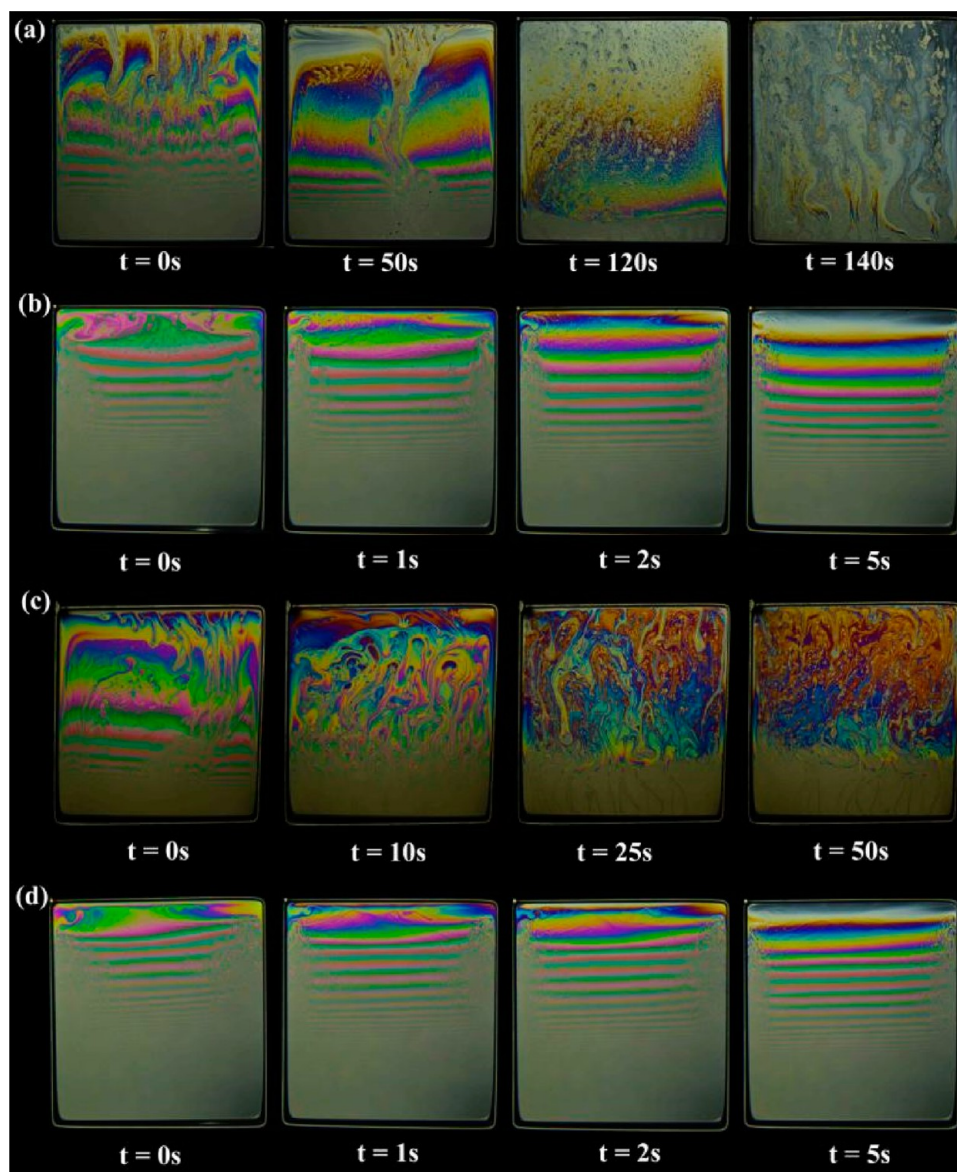 (a)
t = 0s t = 50s t = 120s t = 140s
(b)
t = 0s t = 1s t = 2s t = 5s
(c)
t = 0s t = 10s t = 25s t = 50s
(d)
t = 0s t = 1s t = 2s t = 5s